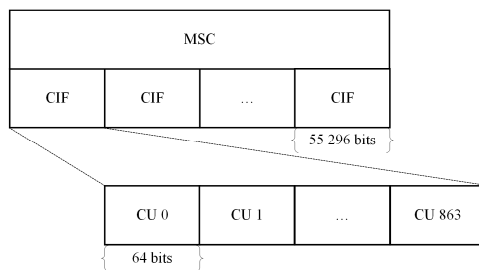 MSC
CIF CIF ... CIF
55 296 bits
CU 0 CU 1 ... CU 863
64 bits